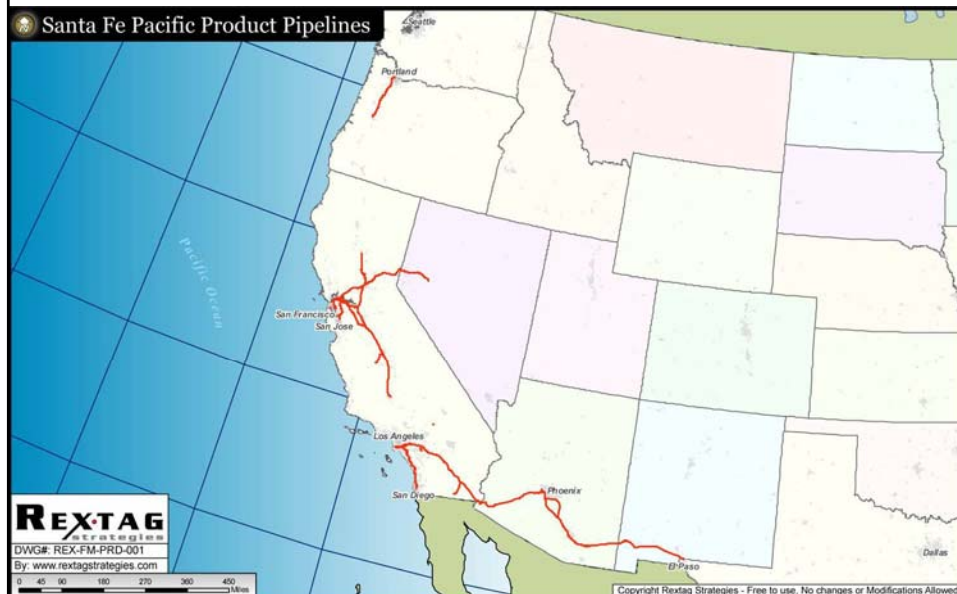 Santa Fe Pacific Product Pipelines
Seattle
Portland
Pacific Ocean
San Francisco
San Jose
Los Angeles
San Diego
Phoenix
El Paso
Dallas
REX·TAG
strategies
DWG#: REX-FM-PRD-001
By: www.rextagstrategies.com
0 45 90 180 270 360 450
Miles
Copyright Rextag Strategies - Free to use, No changes or Modifications Allowed